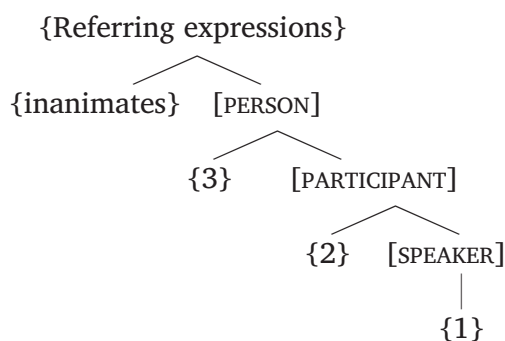 {Referring expressions}
{inanimates} [PERSON]
{3} [PARTICIPANT]
{2} [SPEAKER]
{1}